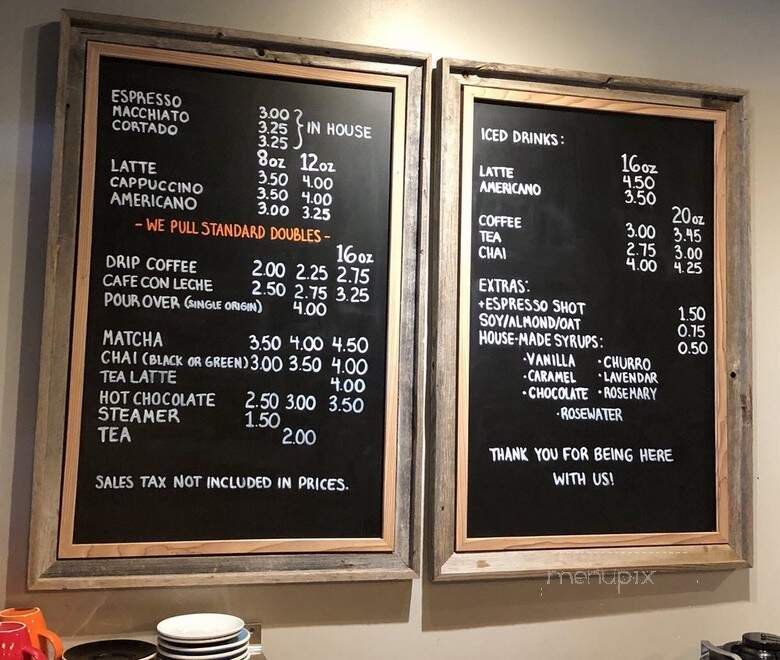 ESPRESSO 3.00
MACCHIATO 3.25 } IN HOUSE
CORTADO 3.25
8oz 12oz
LATTE 3.50 4.00
CAPPUCCINO 3.50 4.00
AMERICANO 3.00 3.25
- WE PULL STANDARD DOUBLES -
16oz
DRIP COFFEE 2.00 2.25 2.75
CAFE CON LECHE 2.50 2.75 3.25
POUR OVER (SINGLE ORIGIN) 4.00
MATCHA 3.50 4.00 4.50
CHAI (BLACK OR GREEN) 3.00 3.50 4.00
TEA LATTE 4.00
HOT CHOCOLATE 2.50 3.00 3.50
STEAMER 1.50
TEA 2.00
SALES TAX NOT INCLUDED IN PRICES.
ICED DRINKS:
16oz
LATTE 4.50
AMERICANO 3.50
20oz
COFFEE 3.00 3.45
TEA 2.75 3.00
CHAI 4.00 4.25
EXTRAS:
+ESPRESSO SHOT 1.50
SOY/ALMOND/OAT 0.75
HOUSE-MADE SYRUPS: 0.50
·VANILLA ·CHURRO
·CARAMEL ·LAVENDAR
·CHOCOLATE ·ROSEMARY
·ROSEWATER
THANK YOU FOR BEING HERE
WITH US!
menupix